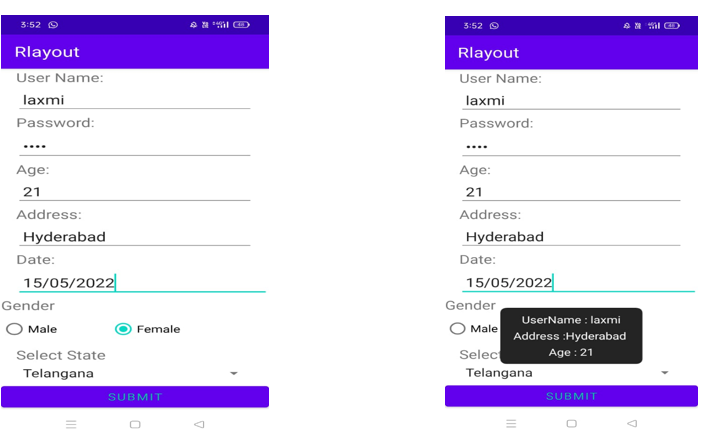 3:52
Rlayout
User Name:
laxmi
Password:
••••
Age:
21
Address:
Hyderabad
Date:
15/05/2022
Gender
Male Female
Select State
Telangana
SUBMIT
3:52
Rlayout
User Name:
laxmi
Password:
••••
Age:
21
Address:
Hyderabad
Date:
15/05/2022
Gender
Male
UserName : laxmi
Address :Hyderabad
Age : 21
Selec
Telangana
SUBMIT